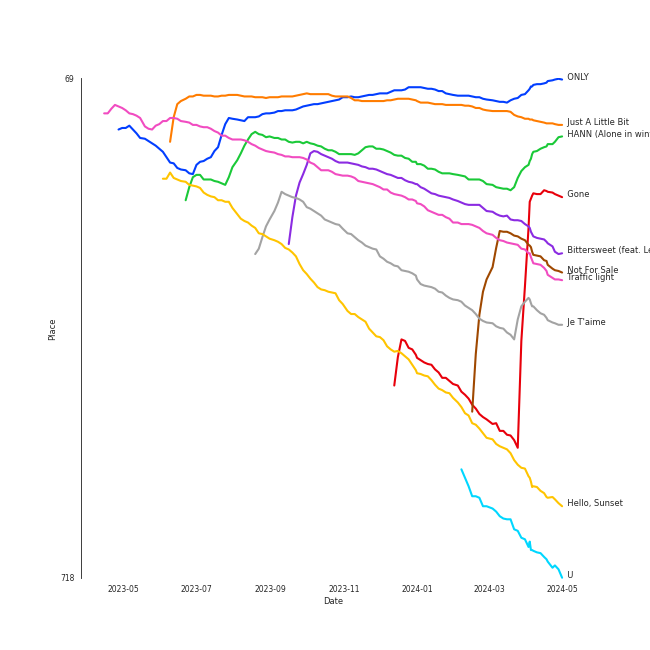 69
ONLY
Just A Little Bit
HANN (Alone in win
Gone
Bittersweet (feat. Le
Not For Sale
Traffic light
Je T'aime
Place
Hello, Sunset
U
718
2023-05 2023-07 2023-09 2023-11 2024-01 2024-03 2024-05
Date